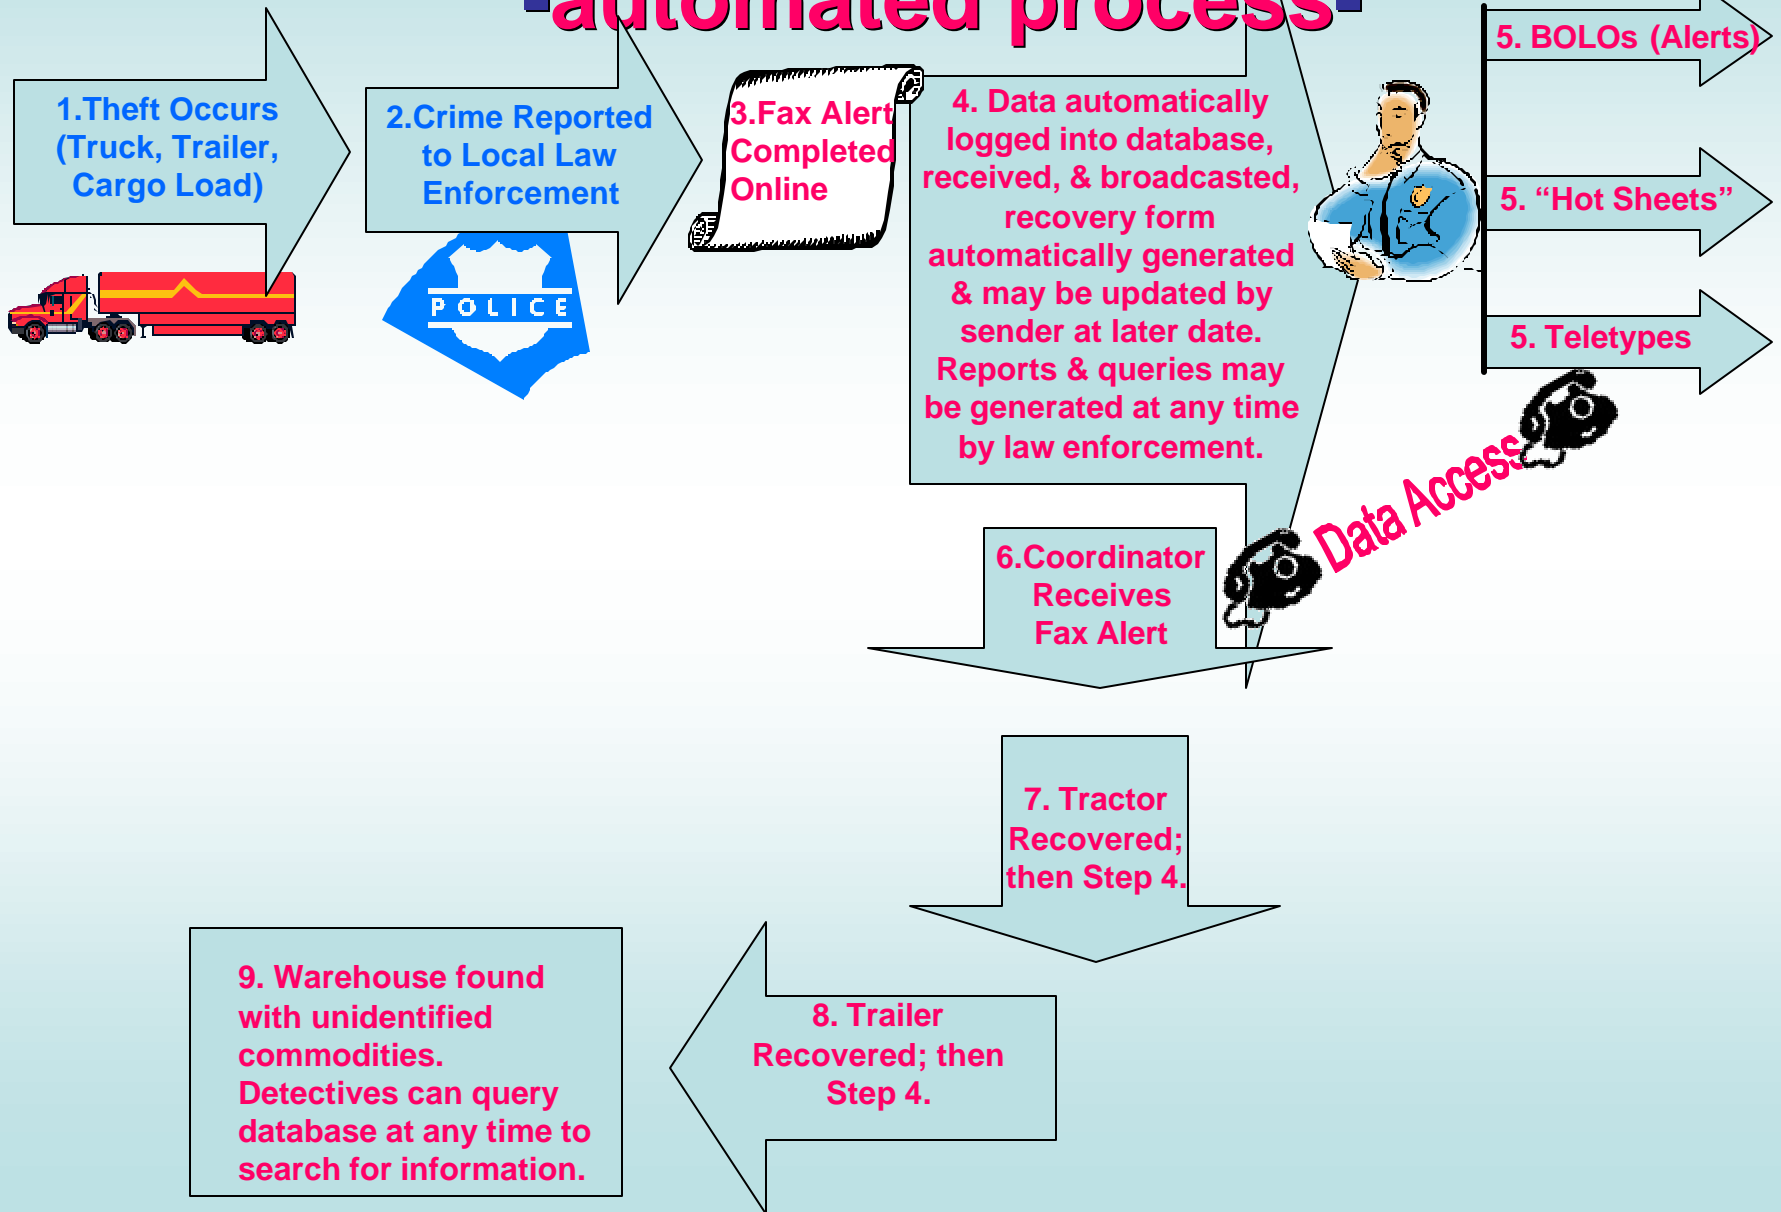 -automated process-
1.Theft Occurs
(Truck, Trailer,
Cargo Load)
2.Crime Reported
to Local Law
Enforcement
POLICE
3.Fax Alert
Completed
Online
4. Data automatically
logged into database,
received, & broadcasted,
recovery form
automatically generated
& may be updated by
sender at later date.
Reports & queries may
be generated at any time
by law enforcement.
5. BOLOs (Alerts)
5. “Hot Sheets”
5. Teletypes
Data Access
6.Coordinator
Receives
Fax Alert
7. Tractor
Recovered;
then Step 4.
8. Trailer
Recovered; then
Step 4.
9. Warehouse found
with unidentified
commodities.
Detectives can query
database at any time to
search for information.